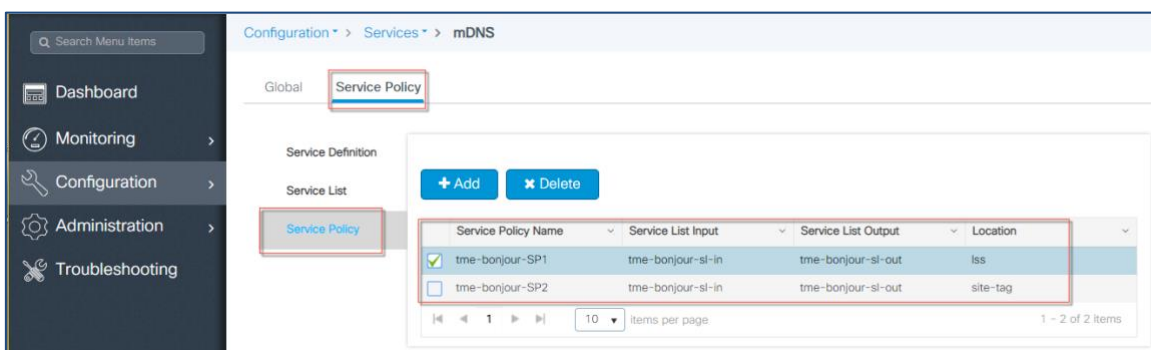 Search Menu Items
Dashboard
Monitoring
Configuration
Administration
Troubleshooting
Configuration > Services > mDNS
Global Service Policy
Service Definition
Service List
Service Policy
Add Delete
Service Policy Name Service List Input Service List Output Location
tme-bonjour-SP1 tme-bonjour-sl-in tme-bonjour-sl-out lss
tme-bonjour-SP2 tme-bonjour-sl-in tme-bonjour-sl-out site-tag
1 10 items per page 1 - 2 of 2 items